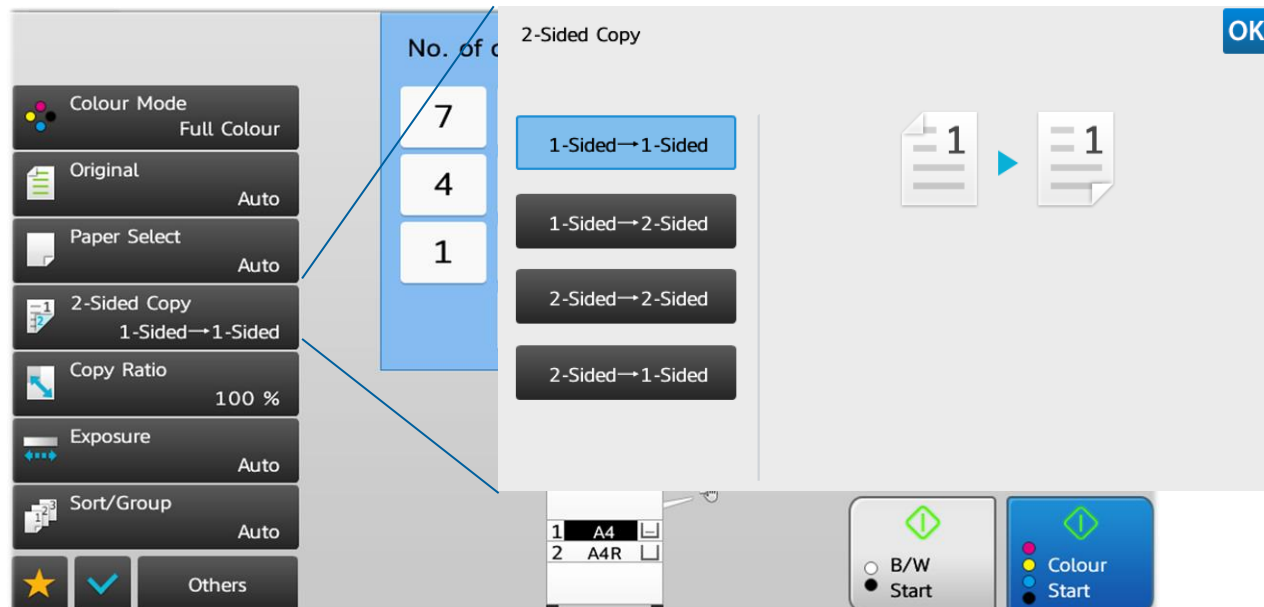 Colour Mode
Full Colour
Original
Auto
Paper Select
Auto
2-Sided Copy
1-Sided→1-Sided
Copy Ratio
100 %
Exposure
Auto
Sort/Group
Auto
Others
No. of
7
4
1
2-Sided Copy
OK
1-Sided→1-Sided
1-Sided→2-Sided
2-Sided→2-Sided
2-Sided→1-Sided
1 1
1 A4
2 A4R
B/W
Start
Colour
Start